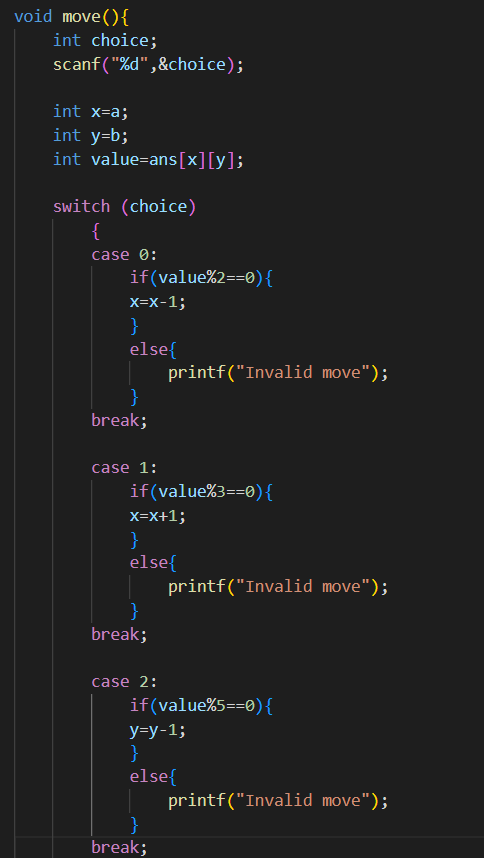 void move(){
    int choice;
    scanf("%d",&choice);

    int x=a;
    int y=b;
    int value=ans[x][y];

    switch (choice)
        {
        case 0:
            if(value%2==0){
            x=x-1;
            }
            else{
                printf("Invalid move");
            }
        break;

        case 1:
            if(value%3==0){
            x=x+1;
            }
            else{
                printf("Invalid move");
            }
        break;

        case 2:
            if(value%5==0){
            y=y-1;
            }
            else{
                printf("Invalid move");
            }
        break;